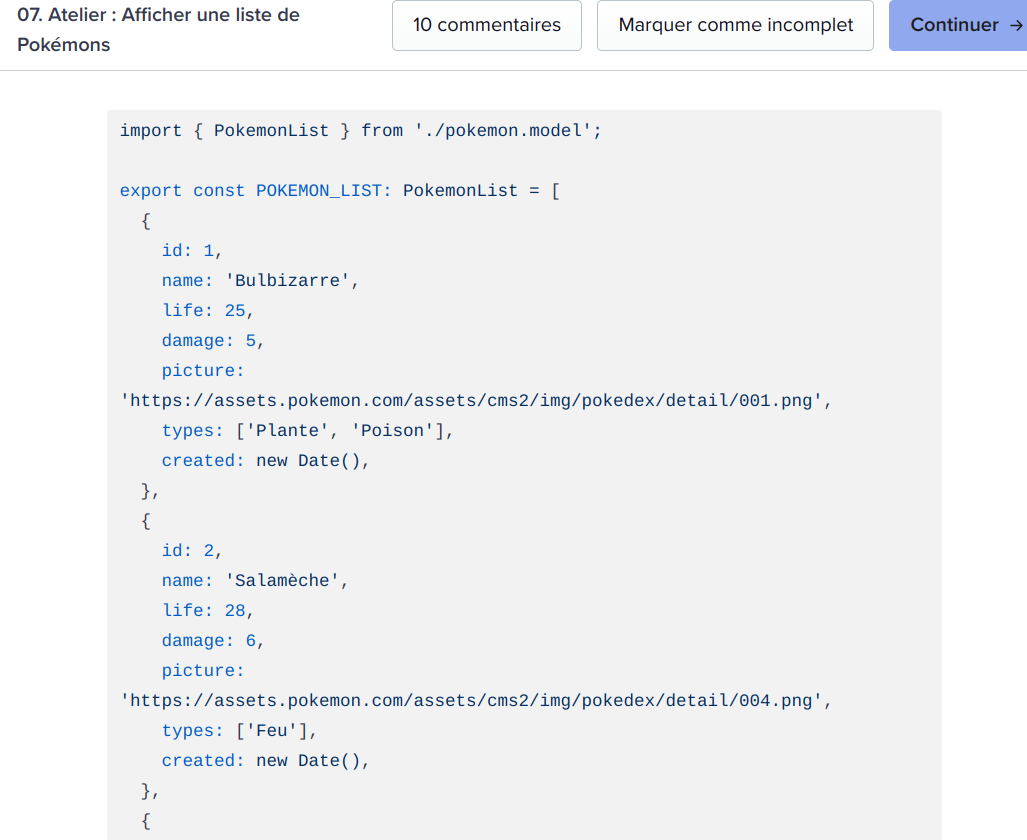 07. Atelier : Afficher une liste de
Pokémons
10 commentaires
Marquer comme incomplet
Continuer →
import { PokemonList } from './pokemon.model';
export const POKEMON_LIST: PokemonList = [
  {
    id: 1,
    name: 'Bulbizarre',
    life: 25,
    damage: 5,
    picture:
'https://assets.pokemon.com/assets/cms2/img/pokedex/detail/001.png',
    types: ['Plante', 'Poison'],
    created: new Date(),
  },
  {
    id: 2,
    name: 'Salamèche',
    life: 28,
    damage: 6,
    picture:
'https://assets.pokemon.com/assets/cms2/img/pokedex/detail/004.png',
    types: ['Feu'],
    created: new Date(),
  },
  {